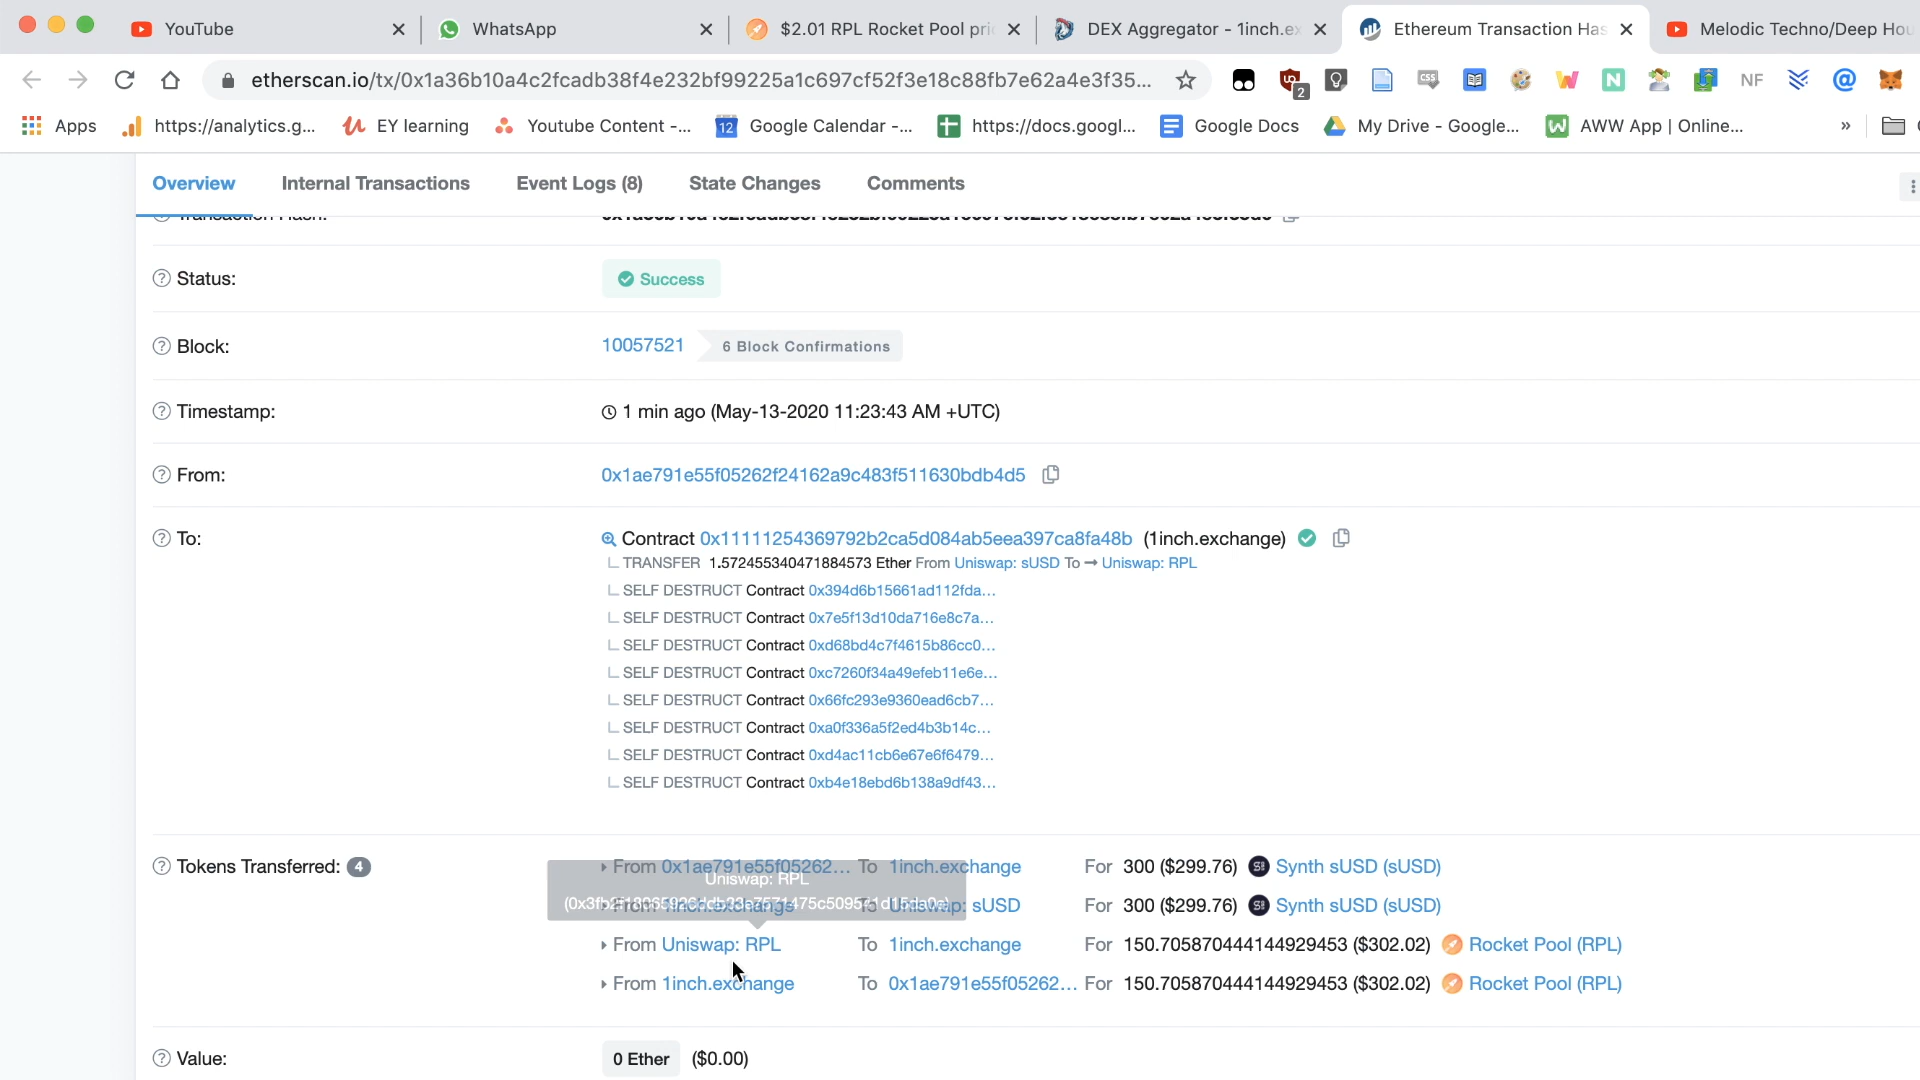 YouTube
WhatsApp
$2.01 RPL Rocket Pool pri
DEX Aggregator - 1inch.ex
Ethereum Transaction Has
Melodic Techno/Deep Hou
etherscan.io/tx/0x1a36b10a4c2fcadb38f4e232bf99225a1c697cf52f3e18c88fb7e62a4e3f35...
2
NF
Apps
https://analytics.g...
EY learning
Youtube Content -...
12
Google Calendar -...
https://docs.googl...
Google Docs
My Drive - Google...
AWW App | Online...
»
Overview
Internal Transactions
Event Logs (8)
State Changes
Comments
Status:
Success
Block:
10057521
6 Block Confirmations
Timestamp:
1 min ago (May-13-2020 11:23:43 AM +UTC)
From:
0x1ae791e55f05262f24162a9c483f511630bdb4d5
To:
Contract 0x11111254369792b2ca5d084ab5eea397ca8fa48b (1inch.exchange)
TRANSFER 1.572455340471884573 Ether From Uniswap: sUSD To → Uniswap: RPL
SELF DESTRUCT Contract 0x394d6b15661ad112fda...
SELF DESTRUCT Contract 0x7e5f13d10da716e8c7a...
SELF DESTRUCT Contract 0xd68bd4c7f4615b86cc0...
SELF DESTRUCT Contract 0xc7260f34a49efeb11e6e...
SELF DESTRUCT Contract 0x66fc293e9360ead6cb7...
SELF DESTRUCT Contract 0xa0f336a5f2ed4b3b14c...
SELF DESTRUCT Contract 0xd4ac11cb6e67e6f6479...
SELF DESTRUCT Contract 0xb4e18ebd6b138a9df43...
Tokens Transferred: 4
From 0x1ae791e55f05262... To 1inch.exchange For 300 ($299.76) Synth sUSD (sUSD)
Uniswap: RPL
From 1inch.exchange To Uniswap: sUSD For 300 ($299.76) Synth sUSD (sUSD)
From Uniswap: RPL To 1inch.exchange For 150.705870444144929453 ($302.02) Rocket Pool (RPL)
From 1inch.exchange To 0x1ae791e55f05262... For 150.705870444144929453 ($302.02) Rocket Pool (RPL)
Value:
0 Ether ($0.00)